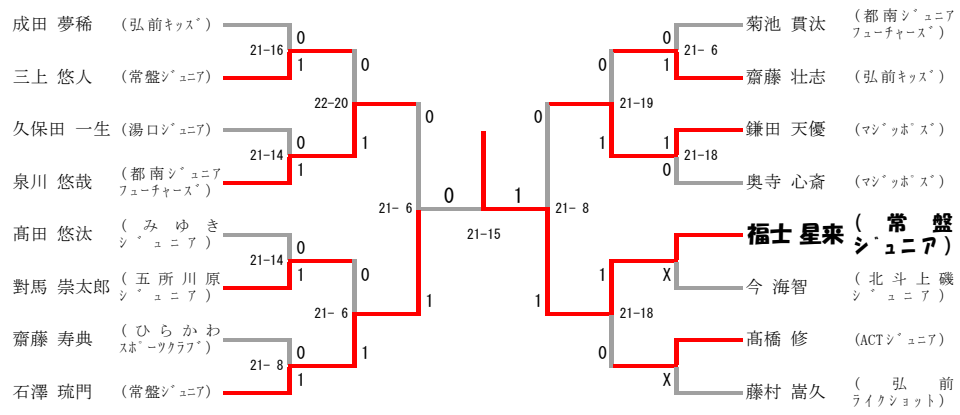 成田 夢稀 (弘前キッズ)
0
21-16
1
三上 悠人 (常盤ジュニア)
0
22-20
1
久保田 一生 (湯口ジュニア)
0
21-14
1
泉川 悠哉 (都南ジュニア
フューチャーズ)
0
21- 6
1
髙田 悠汰 (みゆき
ジュニア)
0
21-14
1
對馬 崇太郎 (五所川原
ジュニア)
0
21- 6
1
齋藤 寿典 (ひらかわ
スポーツクラブ)
0
21- 8
1
石澤 琉門 (常盤ジュニア)
0
1
21-15
菊池 貫汰 (都南ジュニア
フューチャーズ)
0
21- 6
1
齋藤 壮志 (弘前キッズ)
0
21-19
1
鎌田 天優 (マジッポズ)
1
21-18
0
奥寺 心斎 (マジッポズ)
0
21- 8
1
福士 星来 (常盤
ジュニア)
X
今 海智 (北斗上磯
ジュニア)
1
21-18
0
髙橋 修 (ACTジュニア)
X
藤村 嵩久 (弘前
ライクショット)